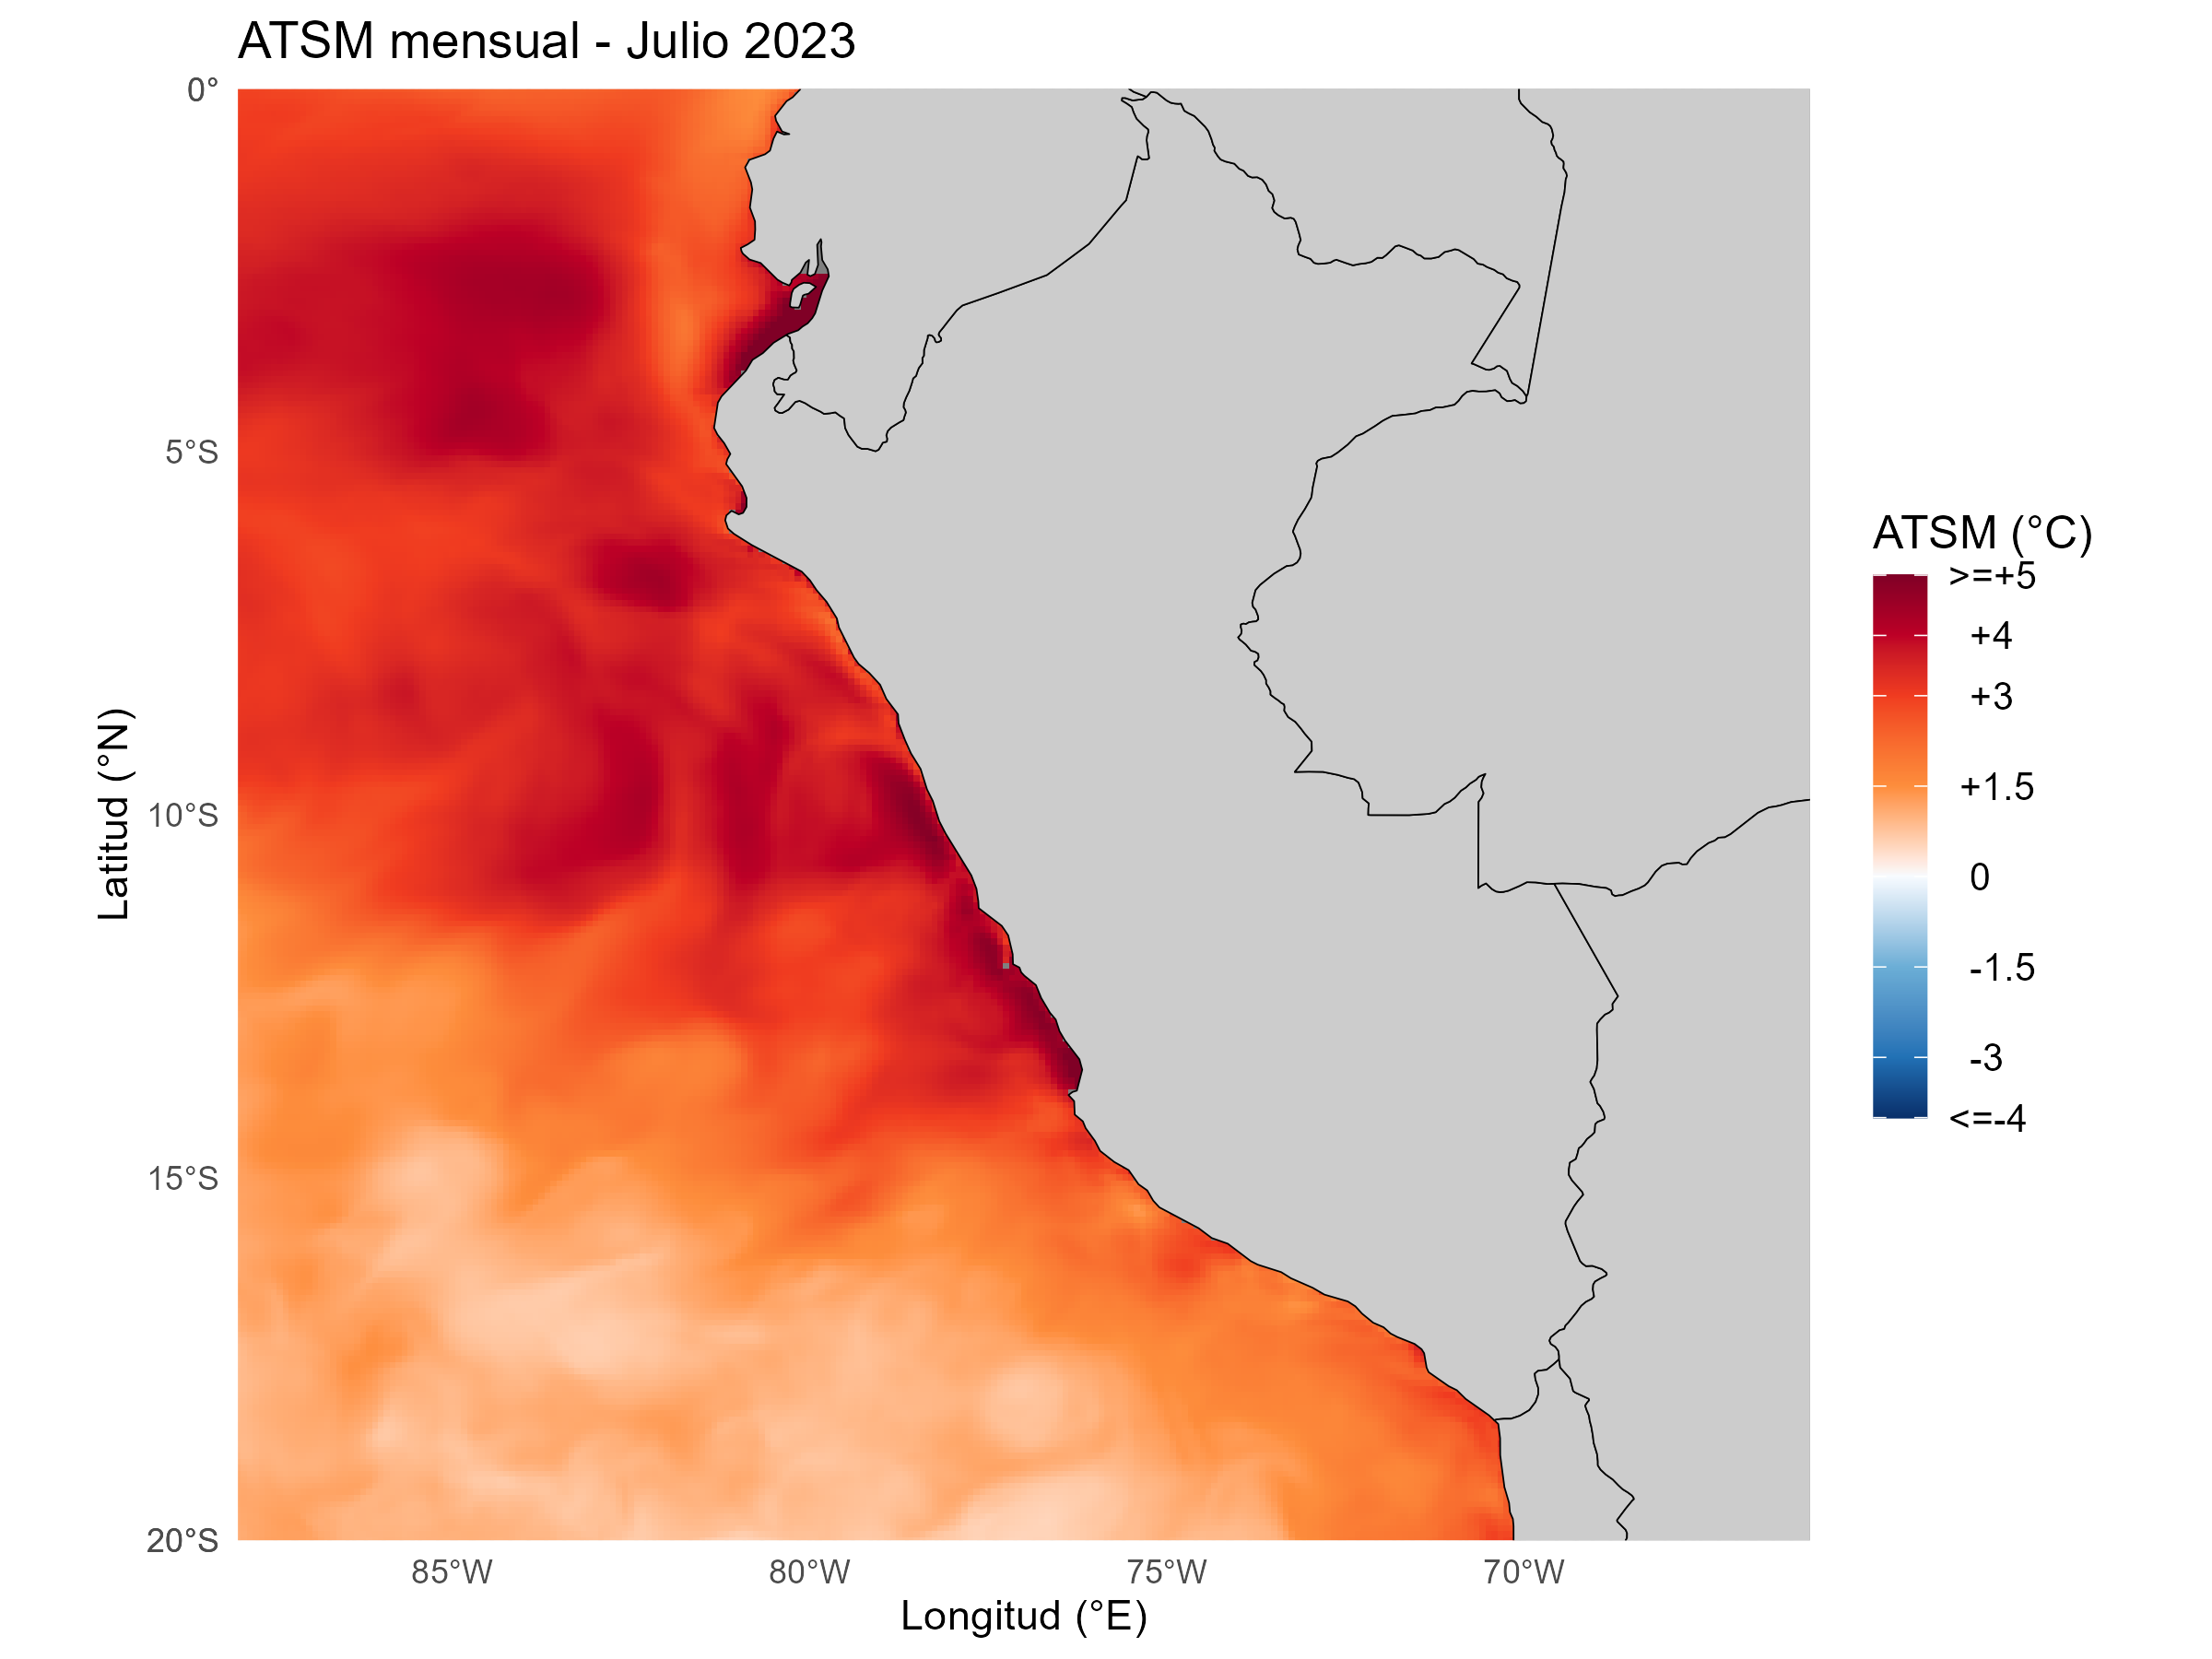 ATSM mensual - Julio 2023
0°
5°S
10°S
15°S
20°S
Latitud (°N)
85°W
80°W
75°W
70°W
Longitud (°E)
ATSM (°C)
>=+5
+4
+3
+1.5
0
-1.5
-3
<=-4